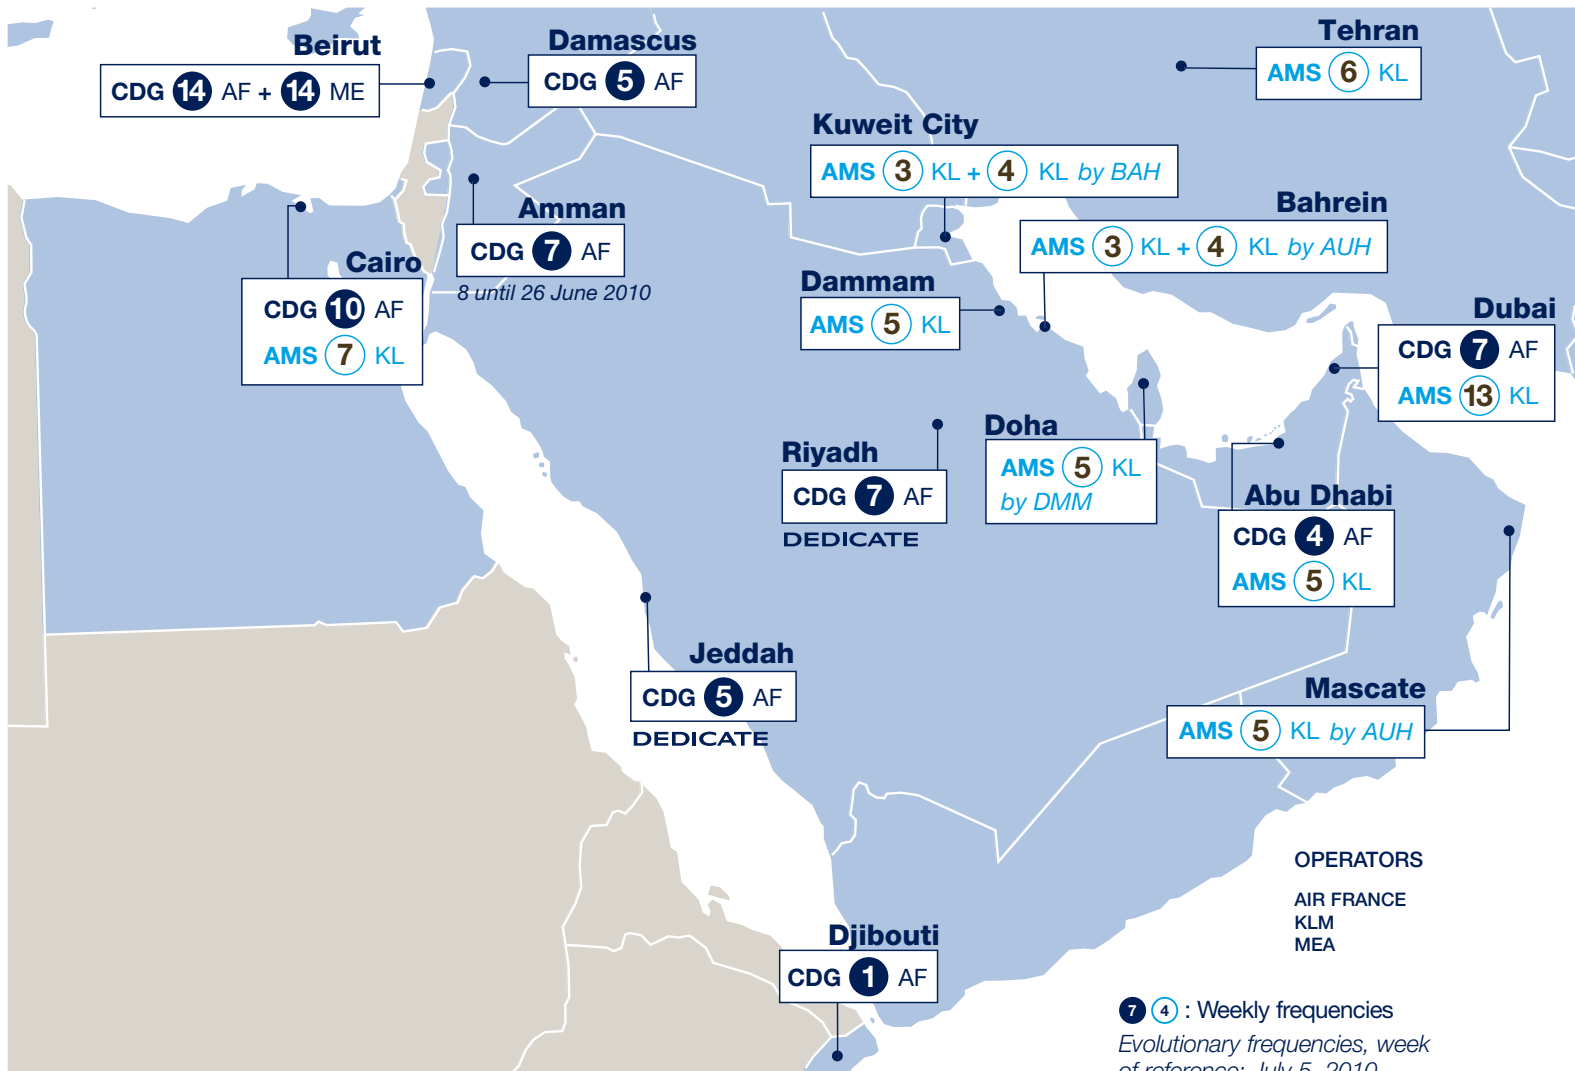 Beirut
CDG 14 AF + 14 ME
Damascus
CDG 5 AF
Tehran
AMS 6 KL
Kuweit City
AMS 3 KL + 4 KL by BAH
Bahrein
AMS 3 KL + 4 KL by AUH
Amman
CDG 7 AF
8 until 26 June 2010
Cairo
CDG 10 AF
AMS 7 KL
Dammam
AMS 5 KL
Dubai
CDG 7 AF
AMS 13 KL
Doha
AMS 5 KL
by DMM
Riyadh
CDG 7 AF
DEDICATE
Abu Dhabi
CDG 4 AF
AMS 5 KL
Jeddah
CDG 5 AF
DEDICATE
Mascate
AMS 5 KL by AUH
Djibouti
CDG 1 AF
OPERATORS
AIR FRANCE
KLM
MEA
7 4 : Weekly frequencies
Evolutionary frequencies, week
of reference: July 5, 2010